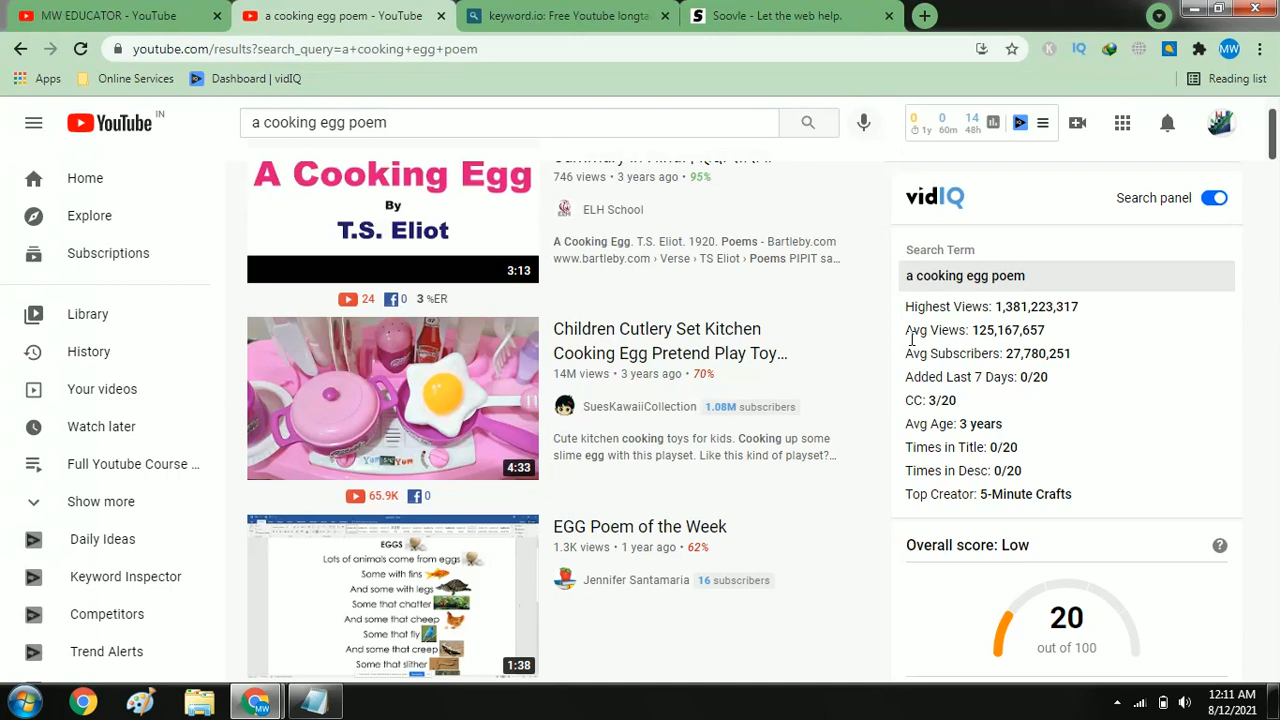 MW EDUCATOR - YouTube
a cooking egg poem - YouTube
keyword.io: Free Youtube longta
Soovle - Let the web help.
youtube.com/results?search_query=a+cooking+egg+poem
Apps
Online Services
Dashboard | vidIQ
Reading list
YouTube IN
a cooking egg poem
0 0 14
1y 60m 48h
Home
Explore
Subscriptions
Library
History
Your videos
Watch later
Full Youtube Course ...
Show more
Daily Ideas
Keyword Inspector
Competitors
Trend Alerts
A Cooking Egg
By
T.S. Eliot
3:13
24 0 3 %ER
746 views • 3 years ago • 95%
ELH School
A Cooking Egg. T.S. Eliot. 1920. Poems - Bartleby.com
www.bartleby.com › Verse › TS Eliot › Poems PIPIT sa...
4:33
65.9K 0
Children Cutlery Set Kitchen
Cooking Egg Pretend Play Toy...
14M views • 3 years ago • 70%
SuesKawaiiCollection 1.08M subscribers
Cute kitchen cooking toys for kids. Cooking up some
slime egg with this playset. Like this kind of playset?...
EGGS
Lots of animals come from eggs
Some with fins
And some with legs
Some that chatter
And some that cheep
Some that fly
And some that creep
Some that slither
1:38
EGG Poem of the Week
1.3K views • 1 year ago • 62%
Jennifer Santamaria 16 subscribers
vidIQ
Search panel
Search Term
a cooking egg poem
Highest Views: 1,381,223,317
Avg Views: 125,167,657
Avg Subscribers: 27,780,251
Added Last 7 Days: 0/20
CC: 3/20
Avg Age: 3 years
Times in Title: 0/20
Times in Desc: 0/20
Top Creator: 5-Minute Crafts
Overall score: Low
20
out of 100
12:11 AM
8/12/2021